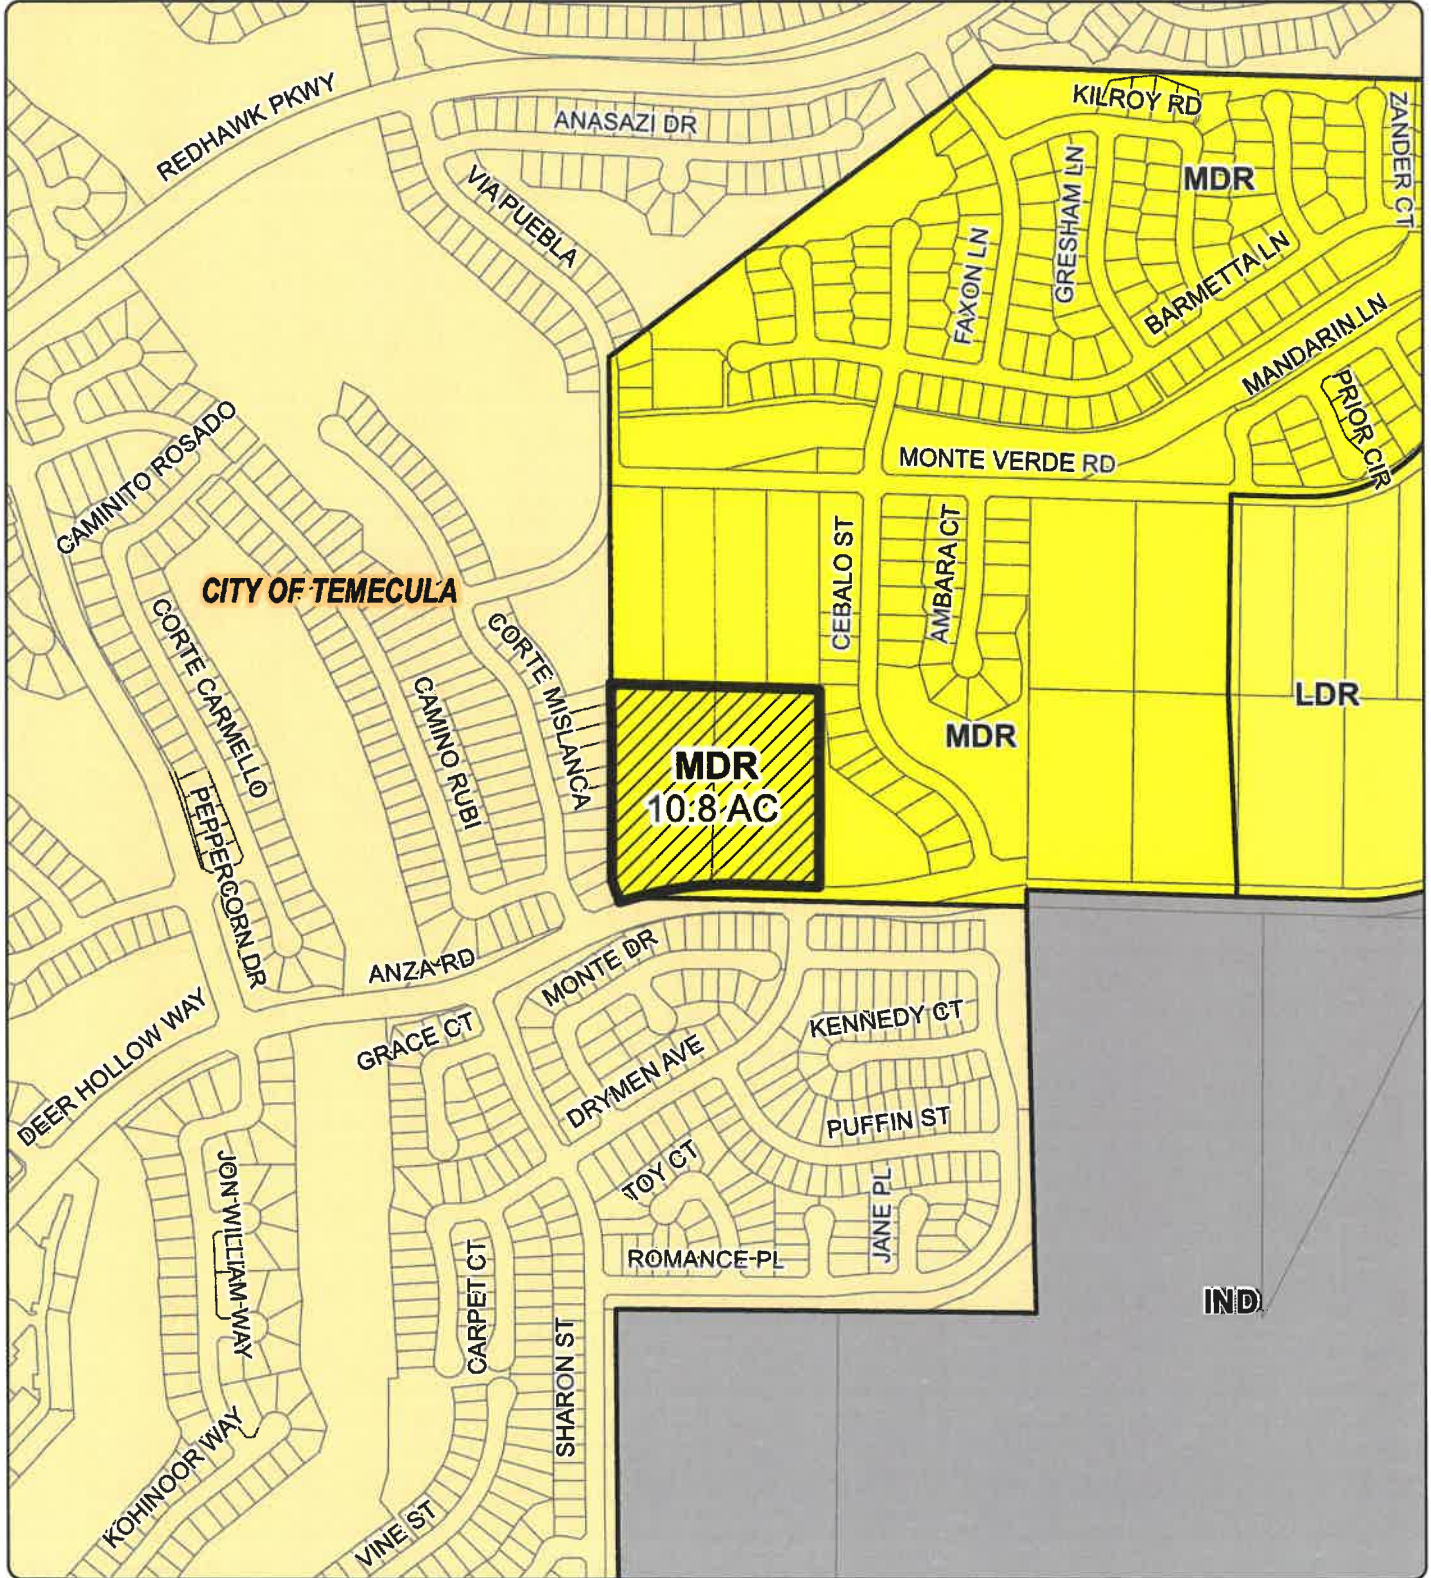 REDHAWK PKWY
ANASAZI DR
KILROY RD
ZANDER CT
VIA PUEBLA
GRESHAM LN
MDR
FAXON LN
BARMETTA LN
MANDARIN LN
PRIOR CIR
CAMINITO ROSADO
MONTE VERDE RD
CITY OF TEMECULA
CEBALO ST
AMBARA CT
CORTE CARMELLO
CORTE MISLANCA
CAMINO RUBI
LDR
MDR
MDR
10.8 AC
PEPPERCORN DR
ANZA RD
MONTE DR
DEER HOLLOW WAY
GRACE CT
KENNEDY CT
DRYMEN AVE
PUFFIN ST
TOY CT
JON WILLIAM WAY
JANE PL
ROMANCE PL
CARPET CT
IND
SHARON ST
KOHINOOR WAY
VINE ST